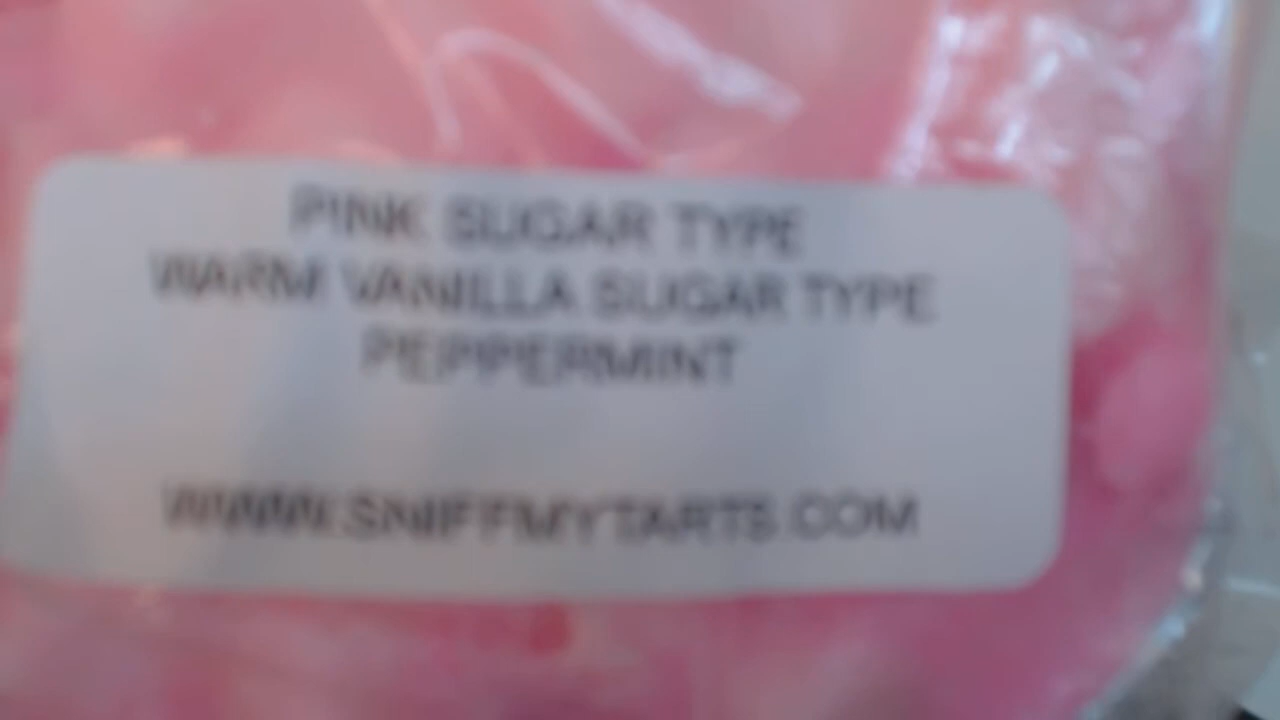 PINK SUGAR TYPE
WARM VANILLA SUGAR TYPE
PEPPERMINT
WWW.SNIFFMYTARTS.COM